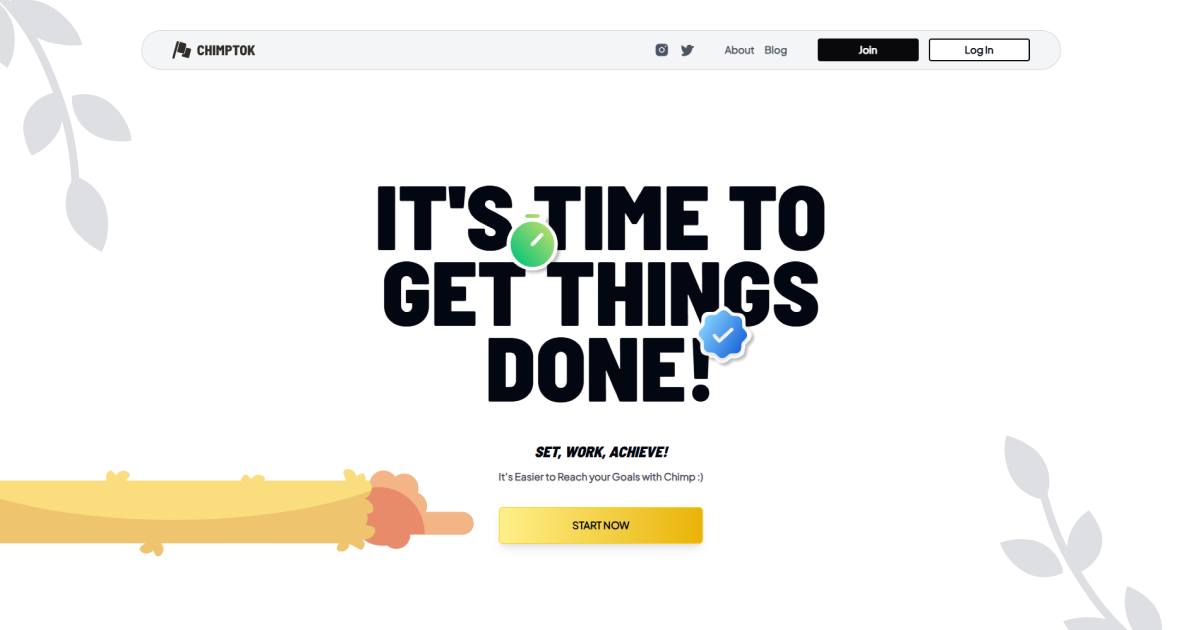 CHIMPTOK
About Blog Join Log In
IT'S TIME TO
GET THINGS
DONE!
SET, WORK, ACHIEVE!
It's Easier to Reach your Goals with Chimp :)
START NOW